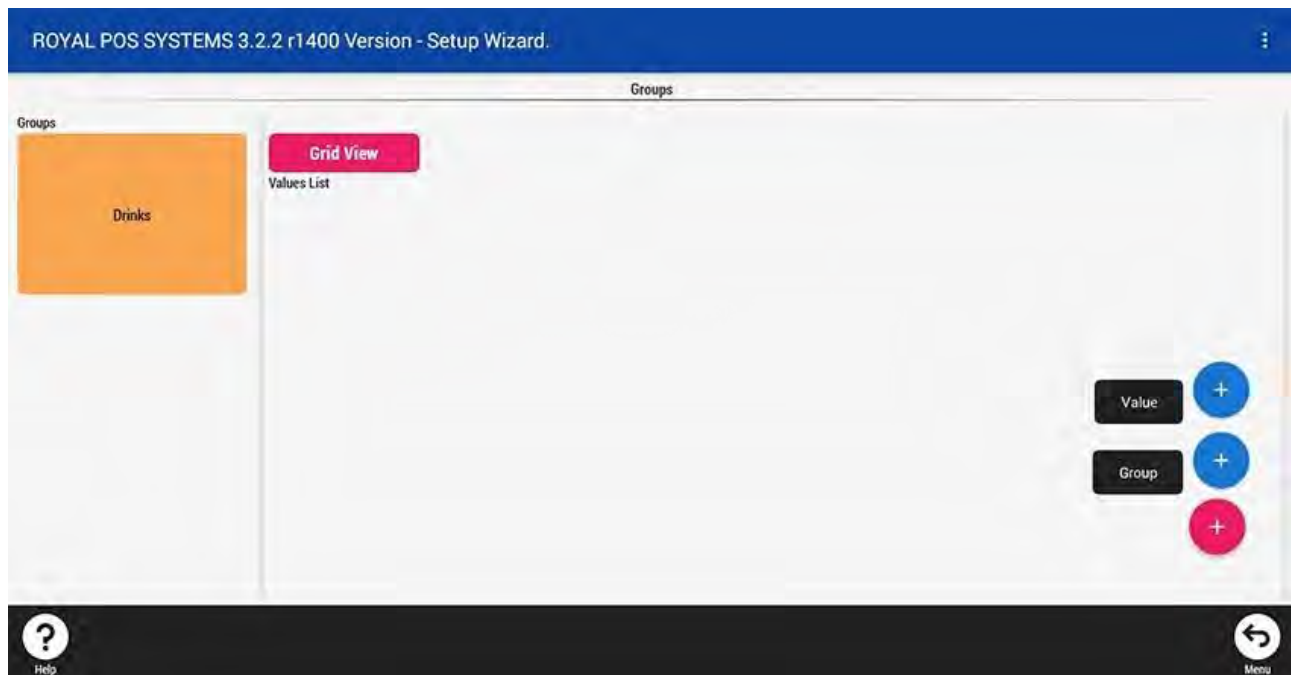 ROYAL POS SYSTEMS 3.2.2 r1400 Version - Setup Wizard.
Groups
Groups
Drinks
Grid View
Values List
Value
+
Group
+
+
?
Help
Menu